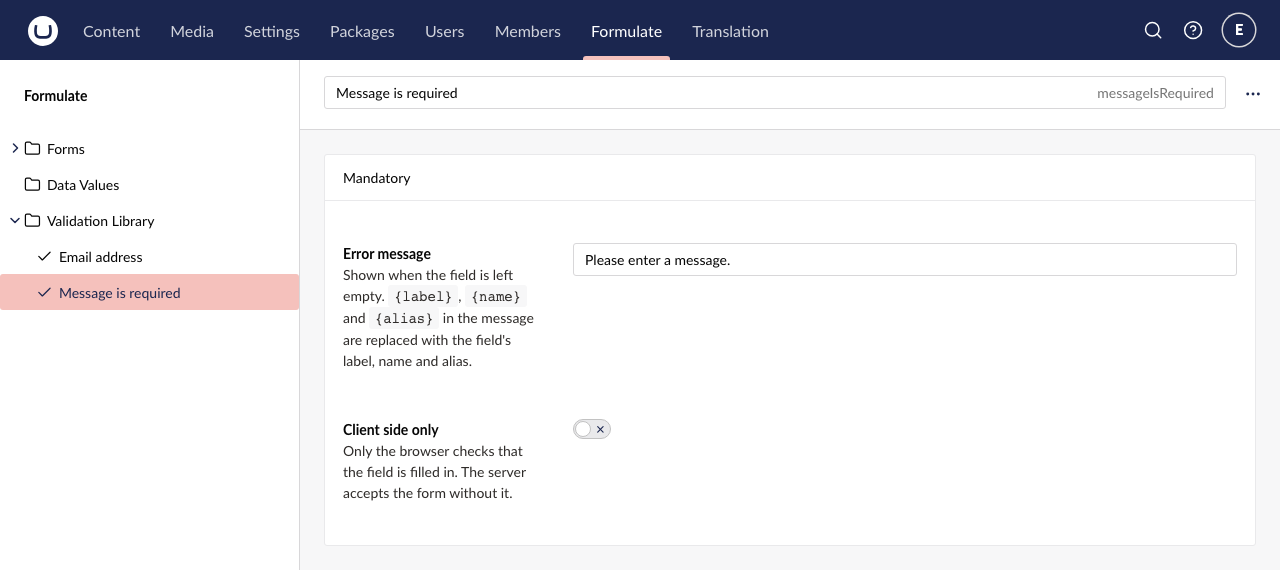 Content Media Settings Packages Users Members Formulate Translation E
Formulate
Forms
Data Values
Validation Library
Email address
Message is required
Message is required messageIsRequired
Mandatory
Error message
Shown when the field is left
empty. {label} , {name}
and {alias} in the message
are replaced with the field's
label, name and alias.
Please enter a message.
Client side only
Only the browser checks that
the field is filled in. The server
accepts the form without it.